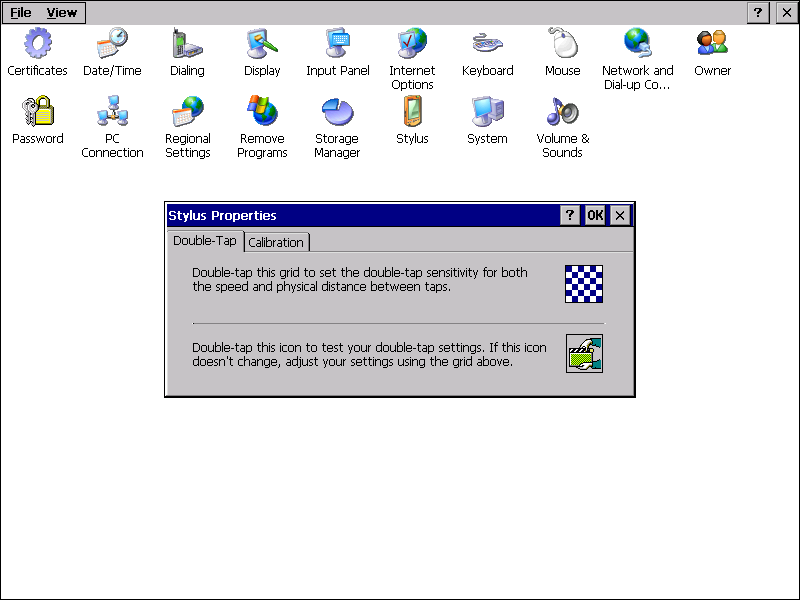 File View ? ×
Certificates Date/Time Dialing Display Input Panel Internet Options Keyboard Mouse Network and Dial-up Co... Owner
Password PC Connection Regional Settings Remove Programs Storage Manager Stylus System Volume & Sounds
Stylus Properties ? OK ×
Double-Tap Calibration
Double-tap this grid to set the double-tap sensitivity for both
the speed and physical distance between taps.
Double-tap this icon to test your double-tap settings. If this icon
doesn't change, adjust your settings using the grid above.